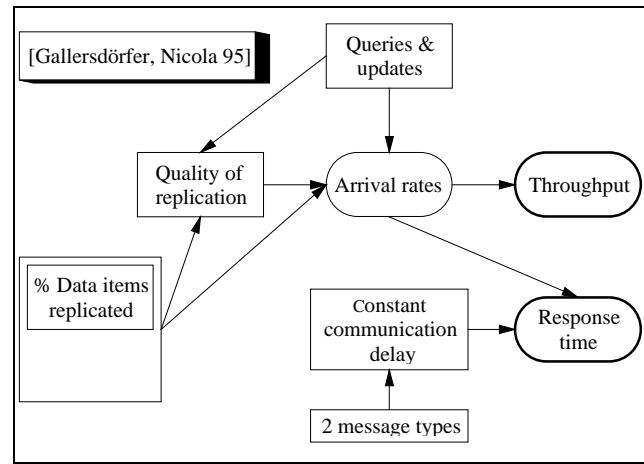 [Gallersdörfer, Nicola 95]
Queries &
updates
Quality of
replication
Arrival rates
Throughput
% Data items
replicated
Constant
communication
delay
Response
time
2 message types